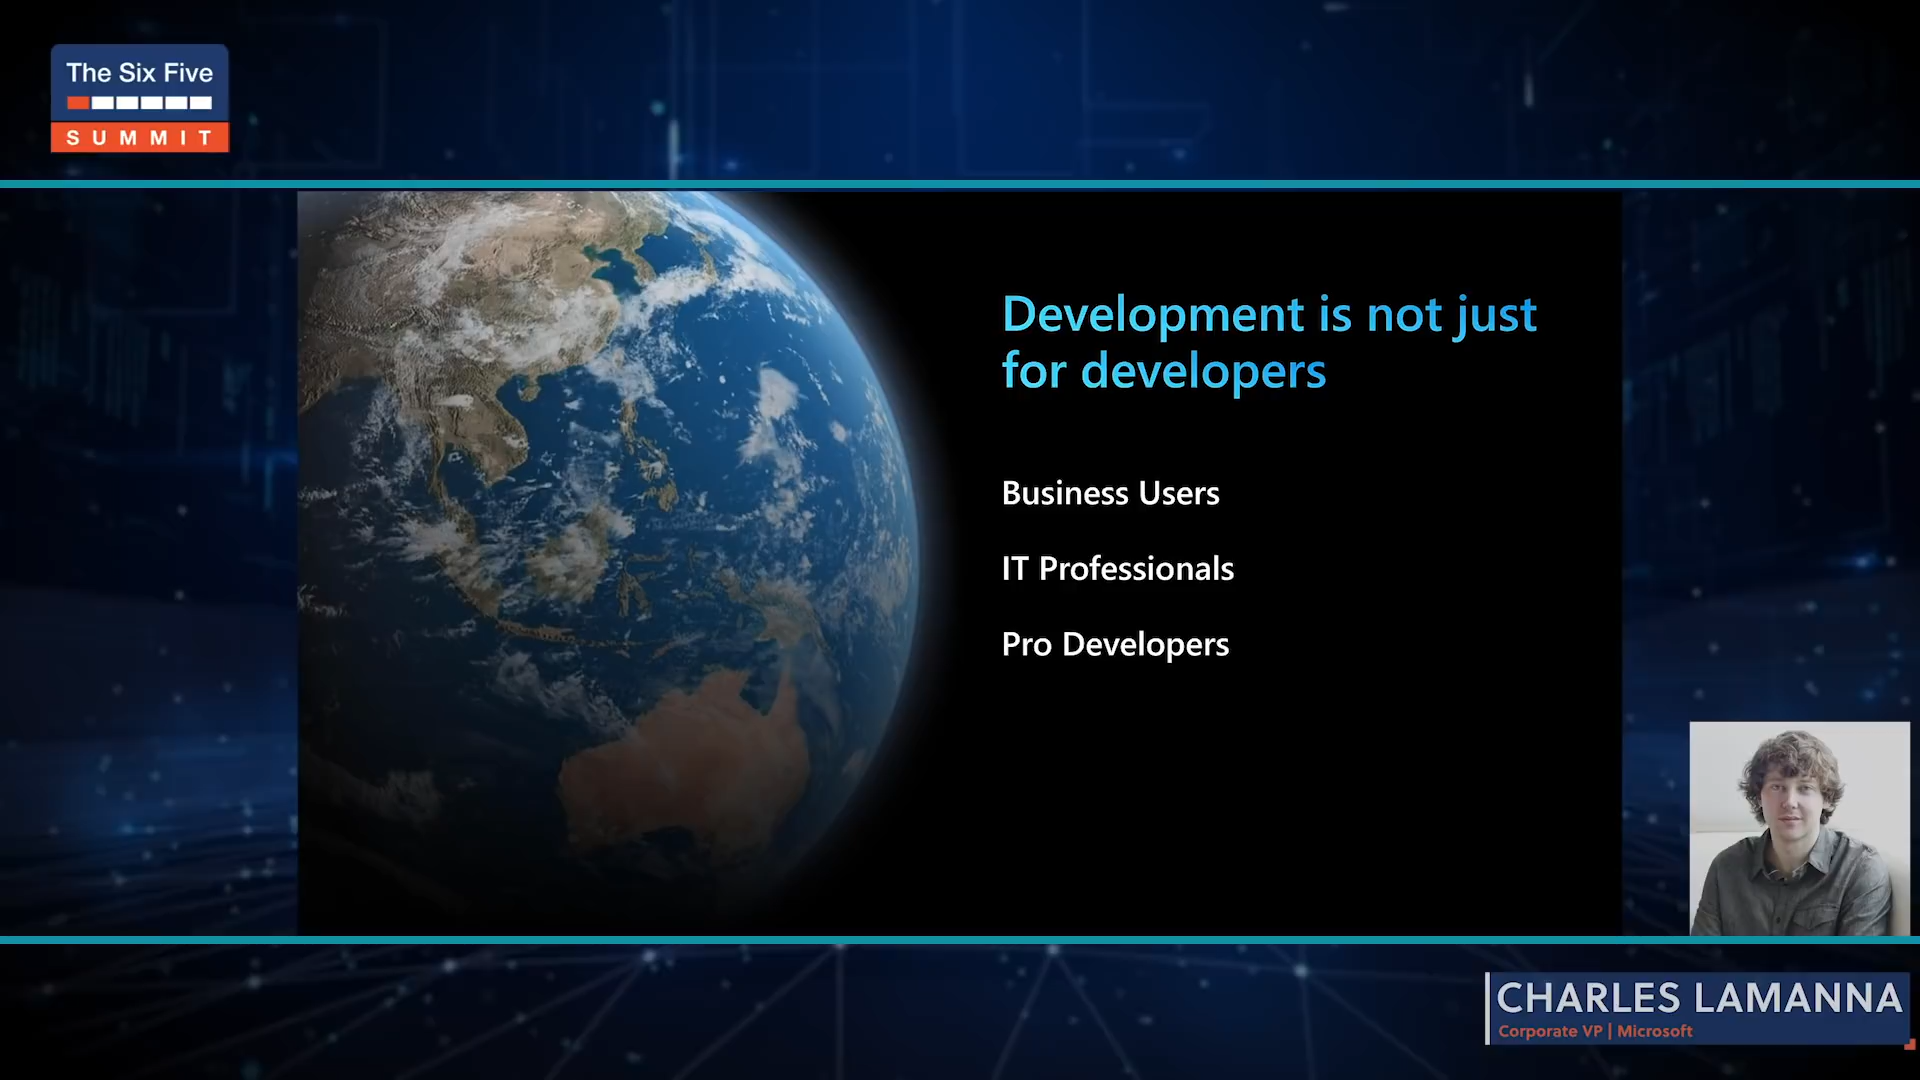 The Six Five
SUMMIT
Development is not just
for developers
Business Users
IT Professionals
Pro Developers
CHARLES LAMANNA
Corporate VP | Microsoft